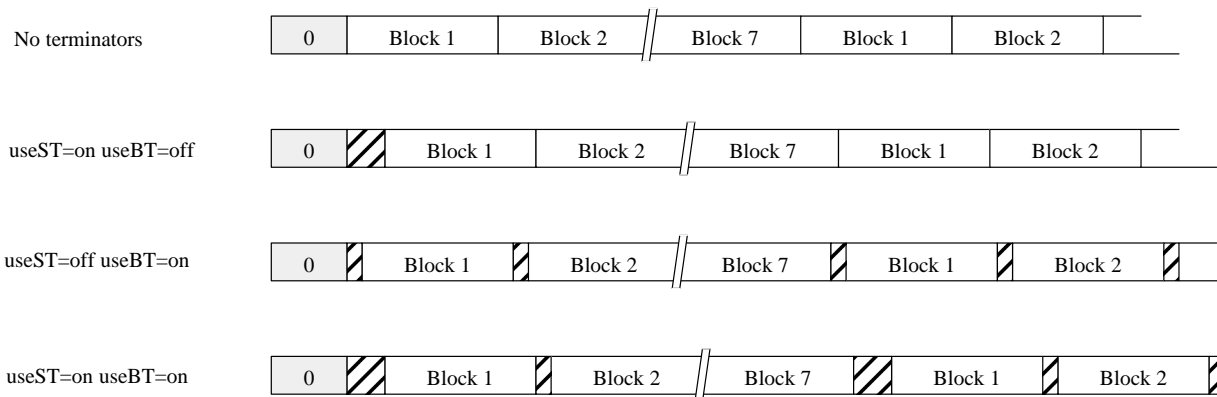 No terminators 0 Block 1 Block 2 Block 7 Block 1 Block 2
useST=on useBT=off 0 Block 1 Block 2 Block 7 Block 1 Block 2
useST=off useBT=on 0 Block 1 Block 2 Block 7 Block 1 Block 2
useST=on useBT=on 0 Block 1 Block 2 Block 7 Block 1 Block 2